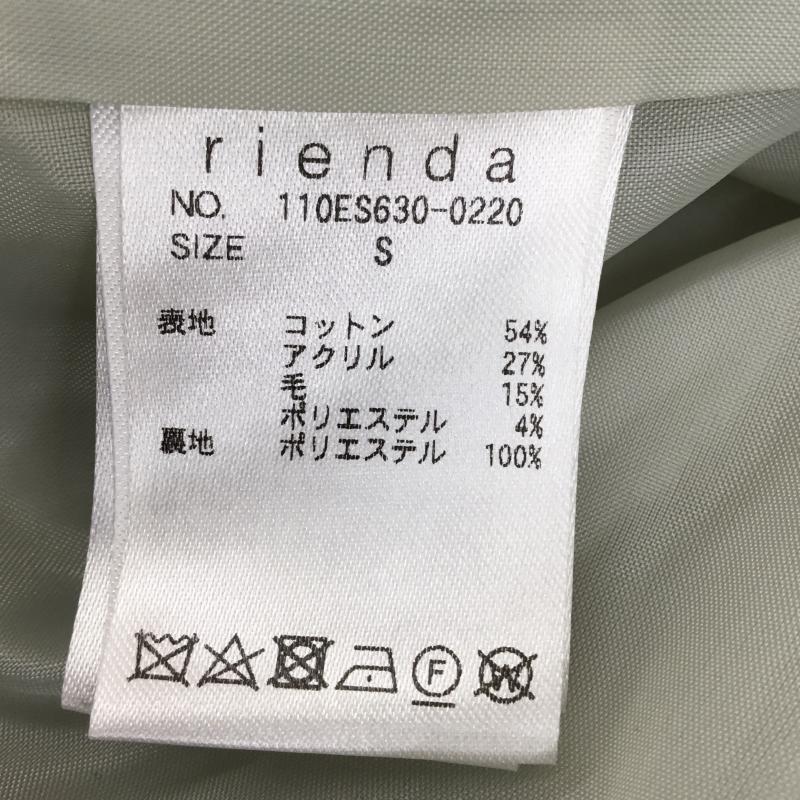 rienda
NO. 110ES630-0220
SIZE S
表地 コットン 54%
アクリル 27%
毛 15%
ポリエステル 4%
裏地 ポリエステル 100%
F W